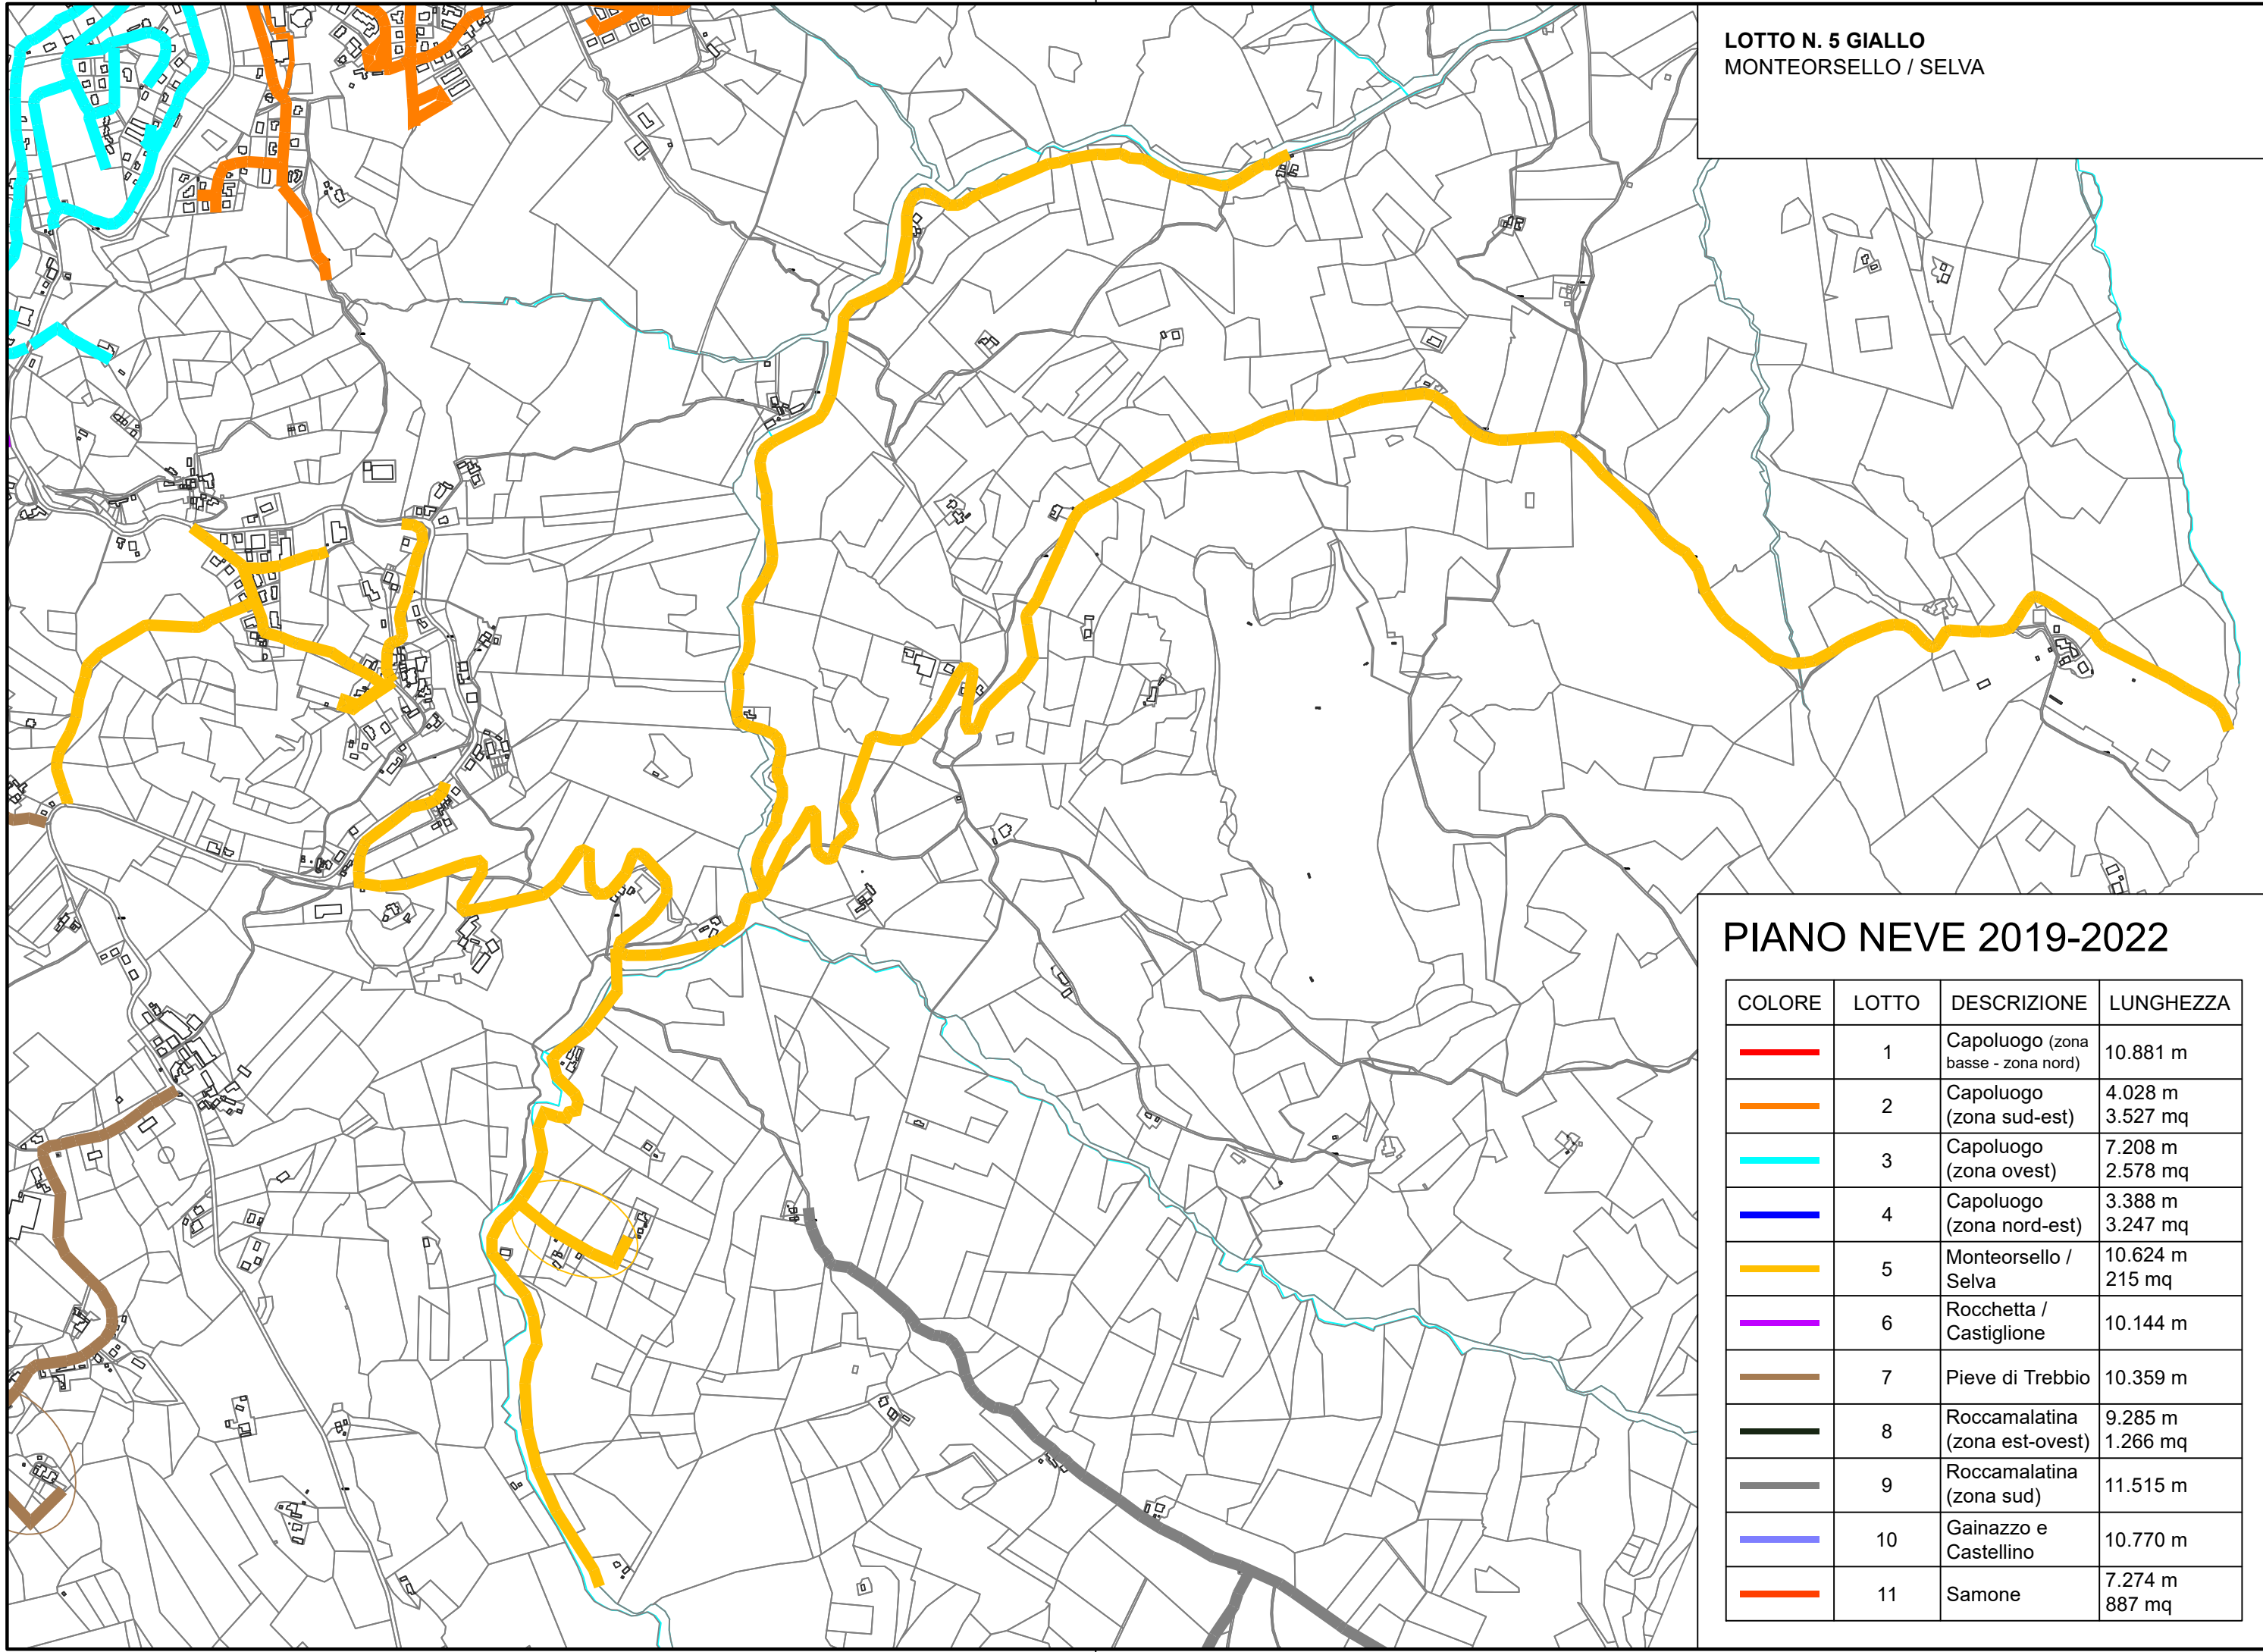 LOTTO N. 5 GIALLO
MONTEORSELLO / SELVA
PIANO NEVE 2019-2022
COLORE LOTTO DESCRIZIONE LUNGHEZZA
1 Capoluogo (zona basse - zona nord) 10.881 m
2 Capoluogo (zona sud-est) 4.028 m 3.527 mq
3 Capoluogo (zona ovest) 7.208 m 2.578 mq
4 Capoluogo (zona nord-est) 3.388 m 3.247 mq
5 Monteorsello / Selva 10.624 m 215 mq
6 Rocchetta / Castiglione 10.144 m
7 Pieve di Trebbio 10.359 m
8 Roccamalatina (zona est-ovest) 9.285 m 1.266 mq
9 Roccamalatina (zona sud) 11.515 m
10 Gainazzo e Castellino 10.770 m
11 Samone 7.274 m 887 mq